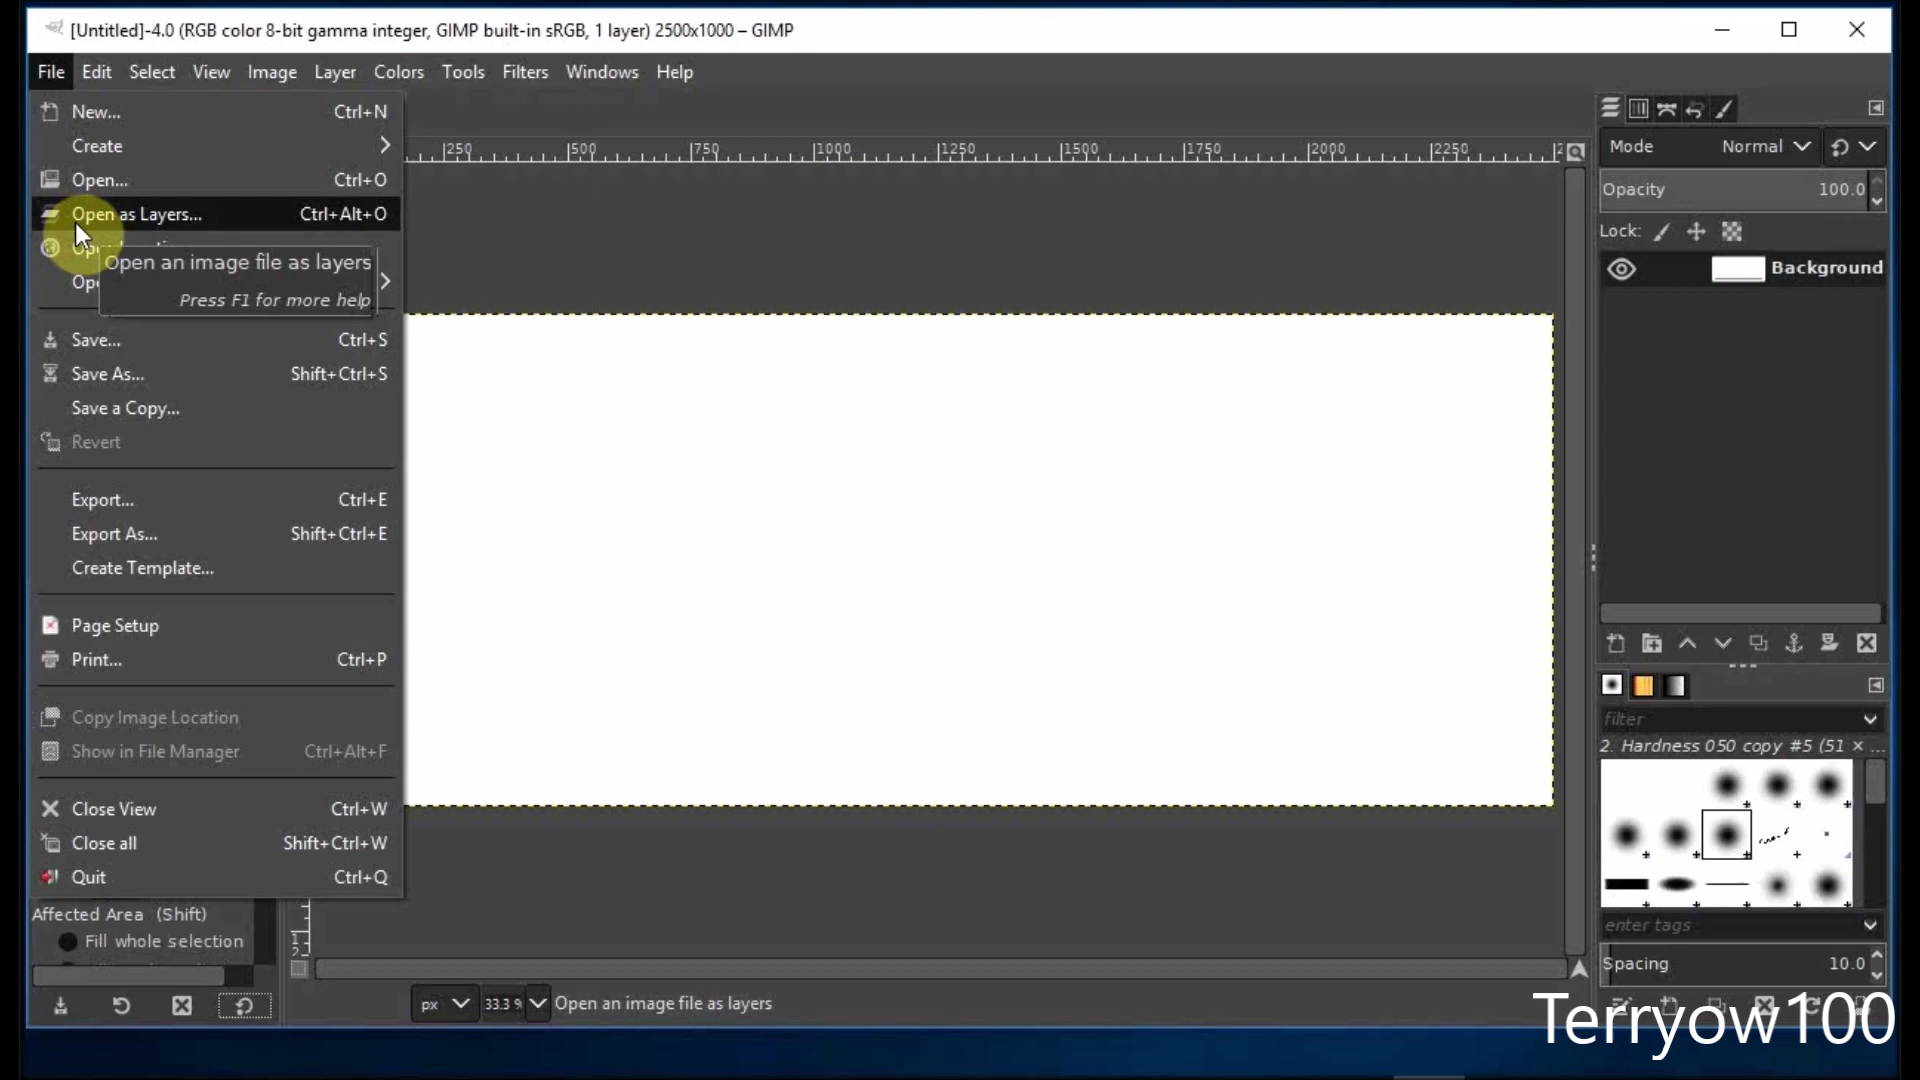 [Untitled]-4.0 (RGB color 8-bit gamma integer, GIMP built-in sRGB, 1 layer) 2500x1000 – GIMP
File Edit Select View Image Layer Colors Tools Filters Windows Help
New... Ctrl+N
Create
Open... Ctrl+O
Open as Layers... Ctrl+Alt+O
Open an image file as layers
Press F1 for more help
Save... Ctrl+S
Save As... Shift+Ctrl+S
Save a Copy...
Revert
Export... Ctrl+E
Export As... Shift+Ctrl+E
Create Template...
Page Setup
Print... Ctrl+P
Copy Image Location
Show in File Manager Ctrl+Alt+F
Close View Ctrl+W
Close all Shift+Ctrl+W
Quit Ctrl+Q
Affected Area (Shift)
Fill whole selection
250 500 750 1000 1250 1500 1750 2000 2250
px 33.3 % Open an image file as layers
Mode Normal
Opacity 100.0
Lock:
Background
filter
2. Hardness 050 copy #5 (51 × ...
enter tags
Spacing 10.0
Terryow100